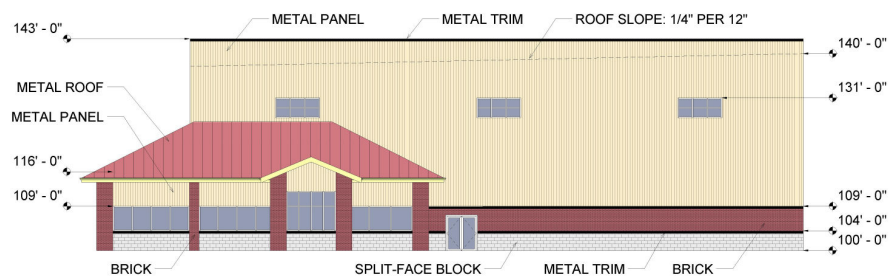 METAL PANEL
METAL TRIM
ROOF SLOPE: 1/4" PER 12"
143' - 0"
140' - 0"
METAL ROOF
131' - 0"
METAL PANEL
116' - 0"
109' - 0"
109' - 0"
104' - 0"
100' - 0"
BRICK
SPLIT-FACE BLOCK
METAL TRIM
BRICK